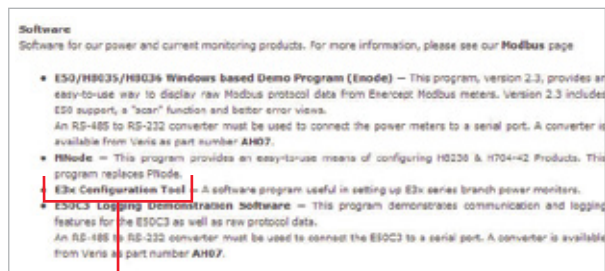 Software
Software for our power and current monitoring products. For more information, please see our Modbus page
E50/H8035/H8036 Windows based Demo Program (Enode) — This program, version 2.3, provides an
easy-to-use way to display raw Modbus protocol data from Enercept Modbus meters. Version 2.3 includes
E50 support, a "scan" function and better error views.
An RS-485 to RS-232 converter must be used to connect the power meters to a serial port. A converter is
available from Veris as part number AH07.
MNode — This program provides an easy-to-use means of configuring H8238 & H704-42 Products. This
program replaces PNode.
E3x Configuration Tool — A software program useful in setting up E3x series branch power monitors.
E50C3 Logging Demonstration Software — This program demonstrates communication and logging
features for the E50C3 as well as raw protocol data.
An RS-485 to RS-232 converter must be used to connect the E50C3 to a serial port. A converter is available
from Veris as part number AH07.